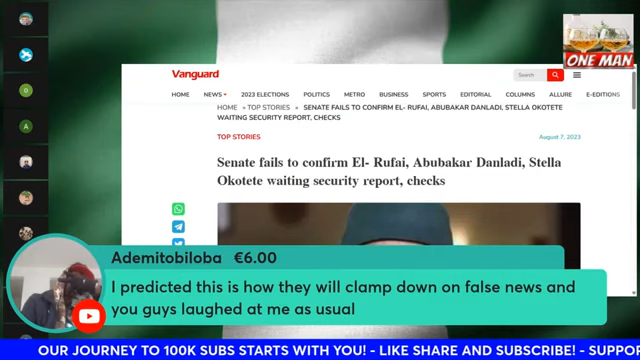 ONE MAN
Vanguard
Search
HOME NEWS 2023 ELECTIONS POLITICS METRO BUSINESS SPORTS EDITORIAL COLUMNS ALLURE E-EDITIONS
HOME » TOP STORIES » SENATE FAILS TO CONFIRM EL- RUFAI, ABUBAKAR DANLADI, STELLA OKOTETE
WAITING SECURITY REPORT, CHECKS
TOP STORIES
August 7, 2023
Senate fails to confirm El- Rufai, Abubakar Danladi, Stella
Okotete waiting security report, checks
Ademitobiloba €6.00
I predicted this is how they will clamp down on false news and
you guys laughed at me as usual
OUR JOURNEY TO 100K SUBS STARTS WITH YOU! - LIKE SHARE AND SUBSCRIBE! - SUPPO